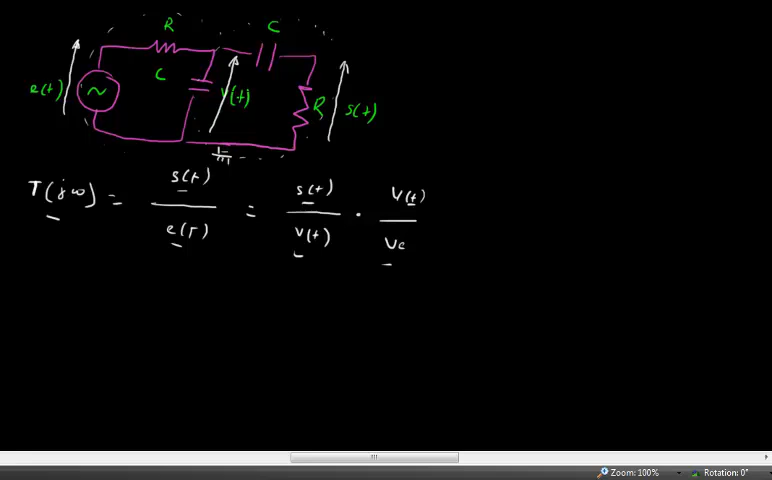 R
C
e(t)
~
C
v(t)
R
s(t)
T(jω) = s(t) / e(t) = s(t) / v(t) · v(t) / ve
Zoom: 100%
Rotation: 0°